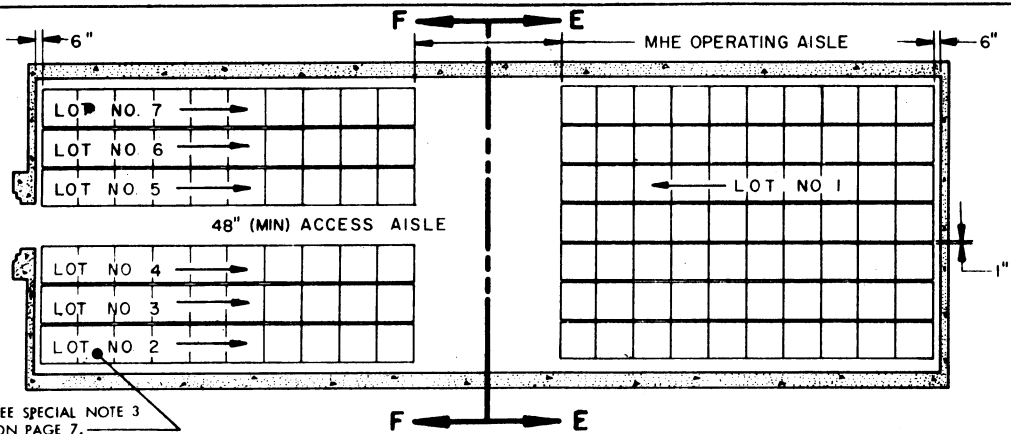 F E
6" MHE OPERATING AISLE 6"
LOT NO. 7
LOT NO. 6
LOT NO. 5
LOT NO 1
48" (MIN) ACCESS AISLE
LOT NO 4
1"
LOT NO 3
LOT NO 2
EE SPECIAL NOTE 3
ON PAGE 7.
F E